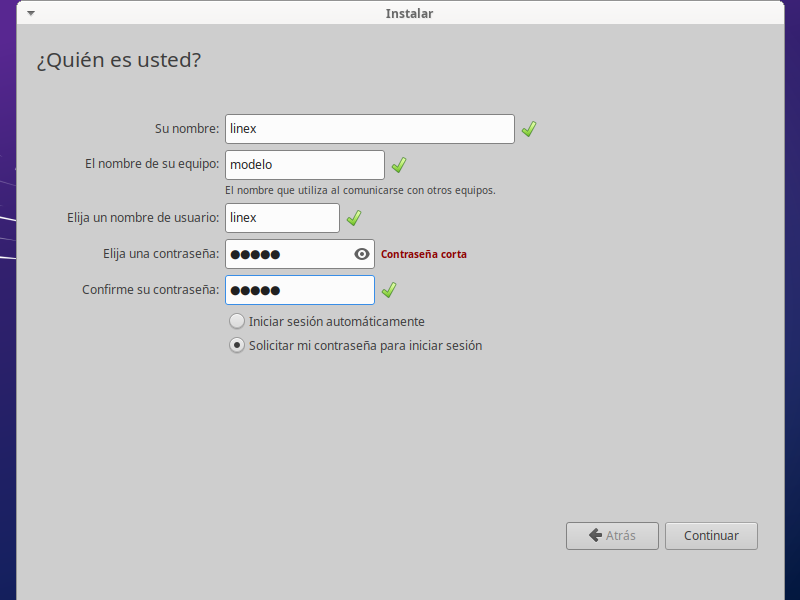 Instalar
¿Quién es usted?
Su nombre: linex
El nombre de su equipo: modelo
El nombre que utiliza al comunicarse con otros equipos.
Elija un nombre de usuario: linex
Elija una contraseña: ●●●●● Contraseña corta
Confirme su contraseña: ●●●●●
Iniciar sesión automáticamente
Solicitar mi contraseña para iniciar sesión
Atrás Continuar